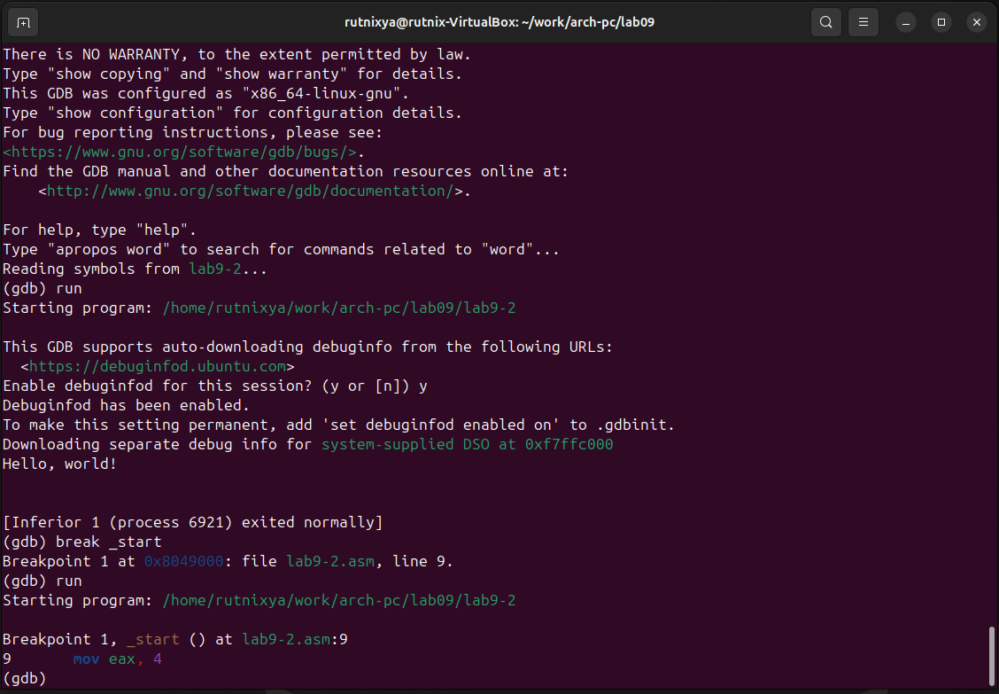 rutnixya@rutnix-VirtualBox: ~/work/arch-pc/lab09
There is NO WARRANTY, to the extent permitted by law.
Type "show copying" and "show warranty" for details.
This GDB was configured as "x86_64-linux-gnu".
Type "show configuration" for configuration details.
For bug reporting instructions, please see:
<https://www.gnu.org/software/gdb/bugs/>.
Find the GDB manual and other documentation resources online at:
    <http://www.gnu.org/software/gdb/documentation/>.

For help, type "help".
Type "apropos word" to search for commands related to "word"...
Reading symbols from lab9-2...
(gdb) run
Starting program: /home/rutnixya/work/arch-pc/lab09/lab9-2

This GDB supports auto-downloading debuginfo from the following URLs:
  <https://debuginfod.ubuntu.com>
Enable debuginfod for this session? (y or [n]) y
Debuginfod has been enabled.
To make this setting permanent, add 'set debuginfod enabled on' to .gdbinit.
Downloading separate debug info for system-supplied DSO at 0xf7ffc000
Hello, world!

[Inferior 1 (process 6921) exited normally]
(gdb) break _start
Breakpoint 1 at 0x8049000: file lab9-2.asm, line 9.
(gdb) run
Starting program: /home/rutnixya/work/arch-pc/lab09/lab9-2

Breakpoint 1, _start () at lab9-2.asm:9
9       mov eax, 4
(gdb)